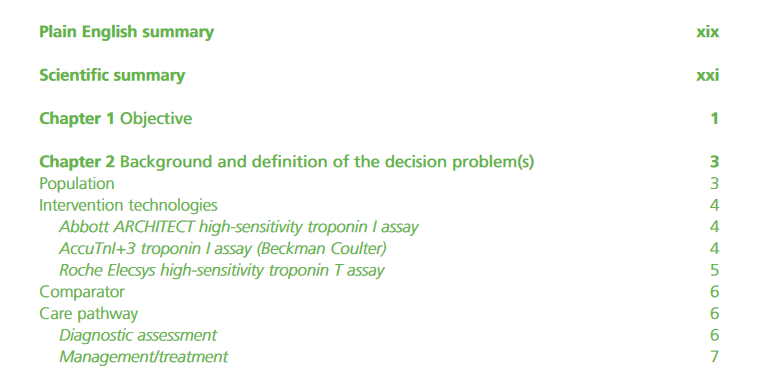 Plain English summary xix
Scientific summary xxi
Chapter 1 Objective 1
Chapter 2 Background and definition of the decision problem(s) 3
Population 3
Intervention technologies 4
Abbott ARCHITECT high-sensitivity troponin I assay 4
AccuTnI+3 troponin I assay (Beckman Coulter) 4
Roche Elecsys high-sensitivity troponin T assay 5
Comparator 6
Care pathway 6
Diagnostic assessment 6
Management/treatment 7